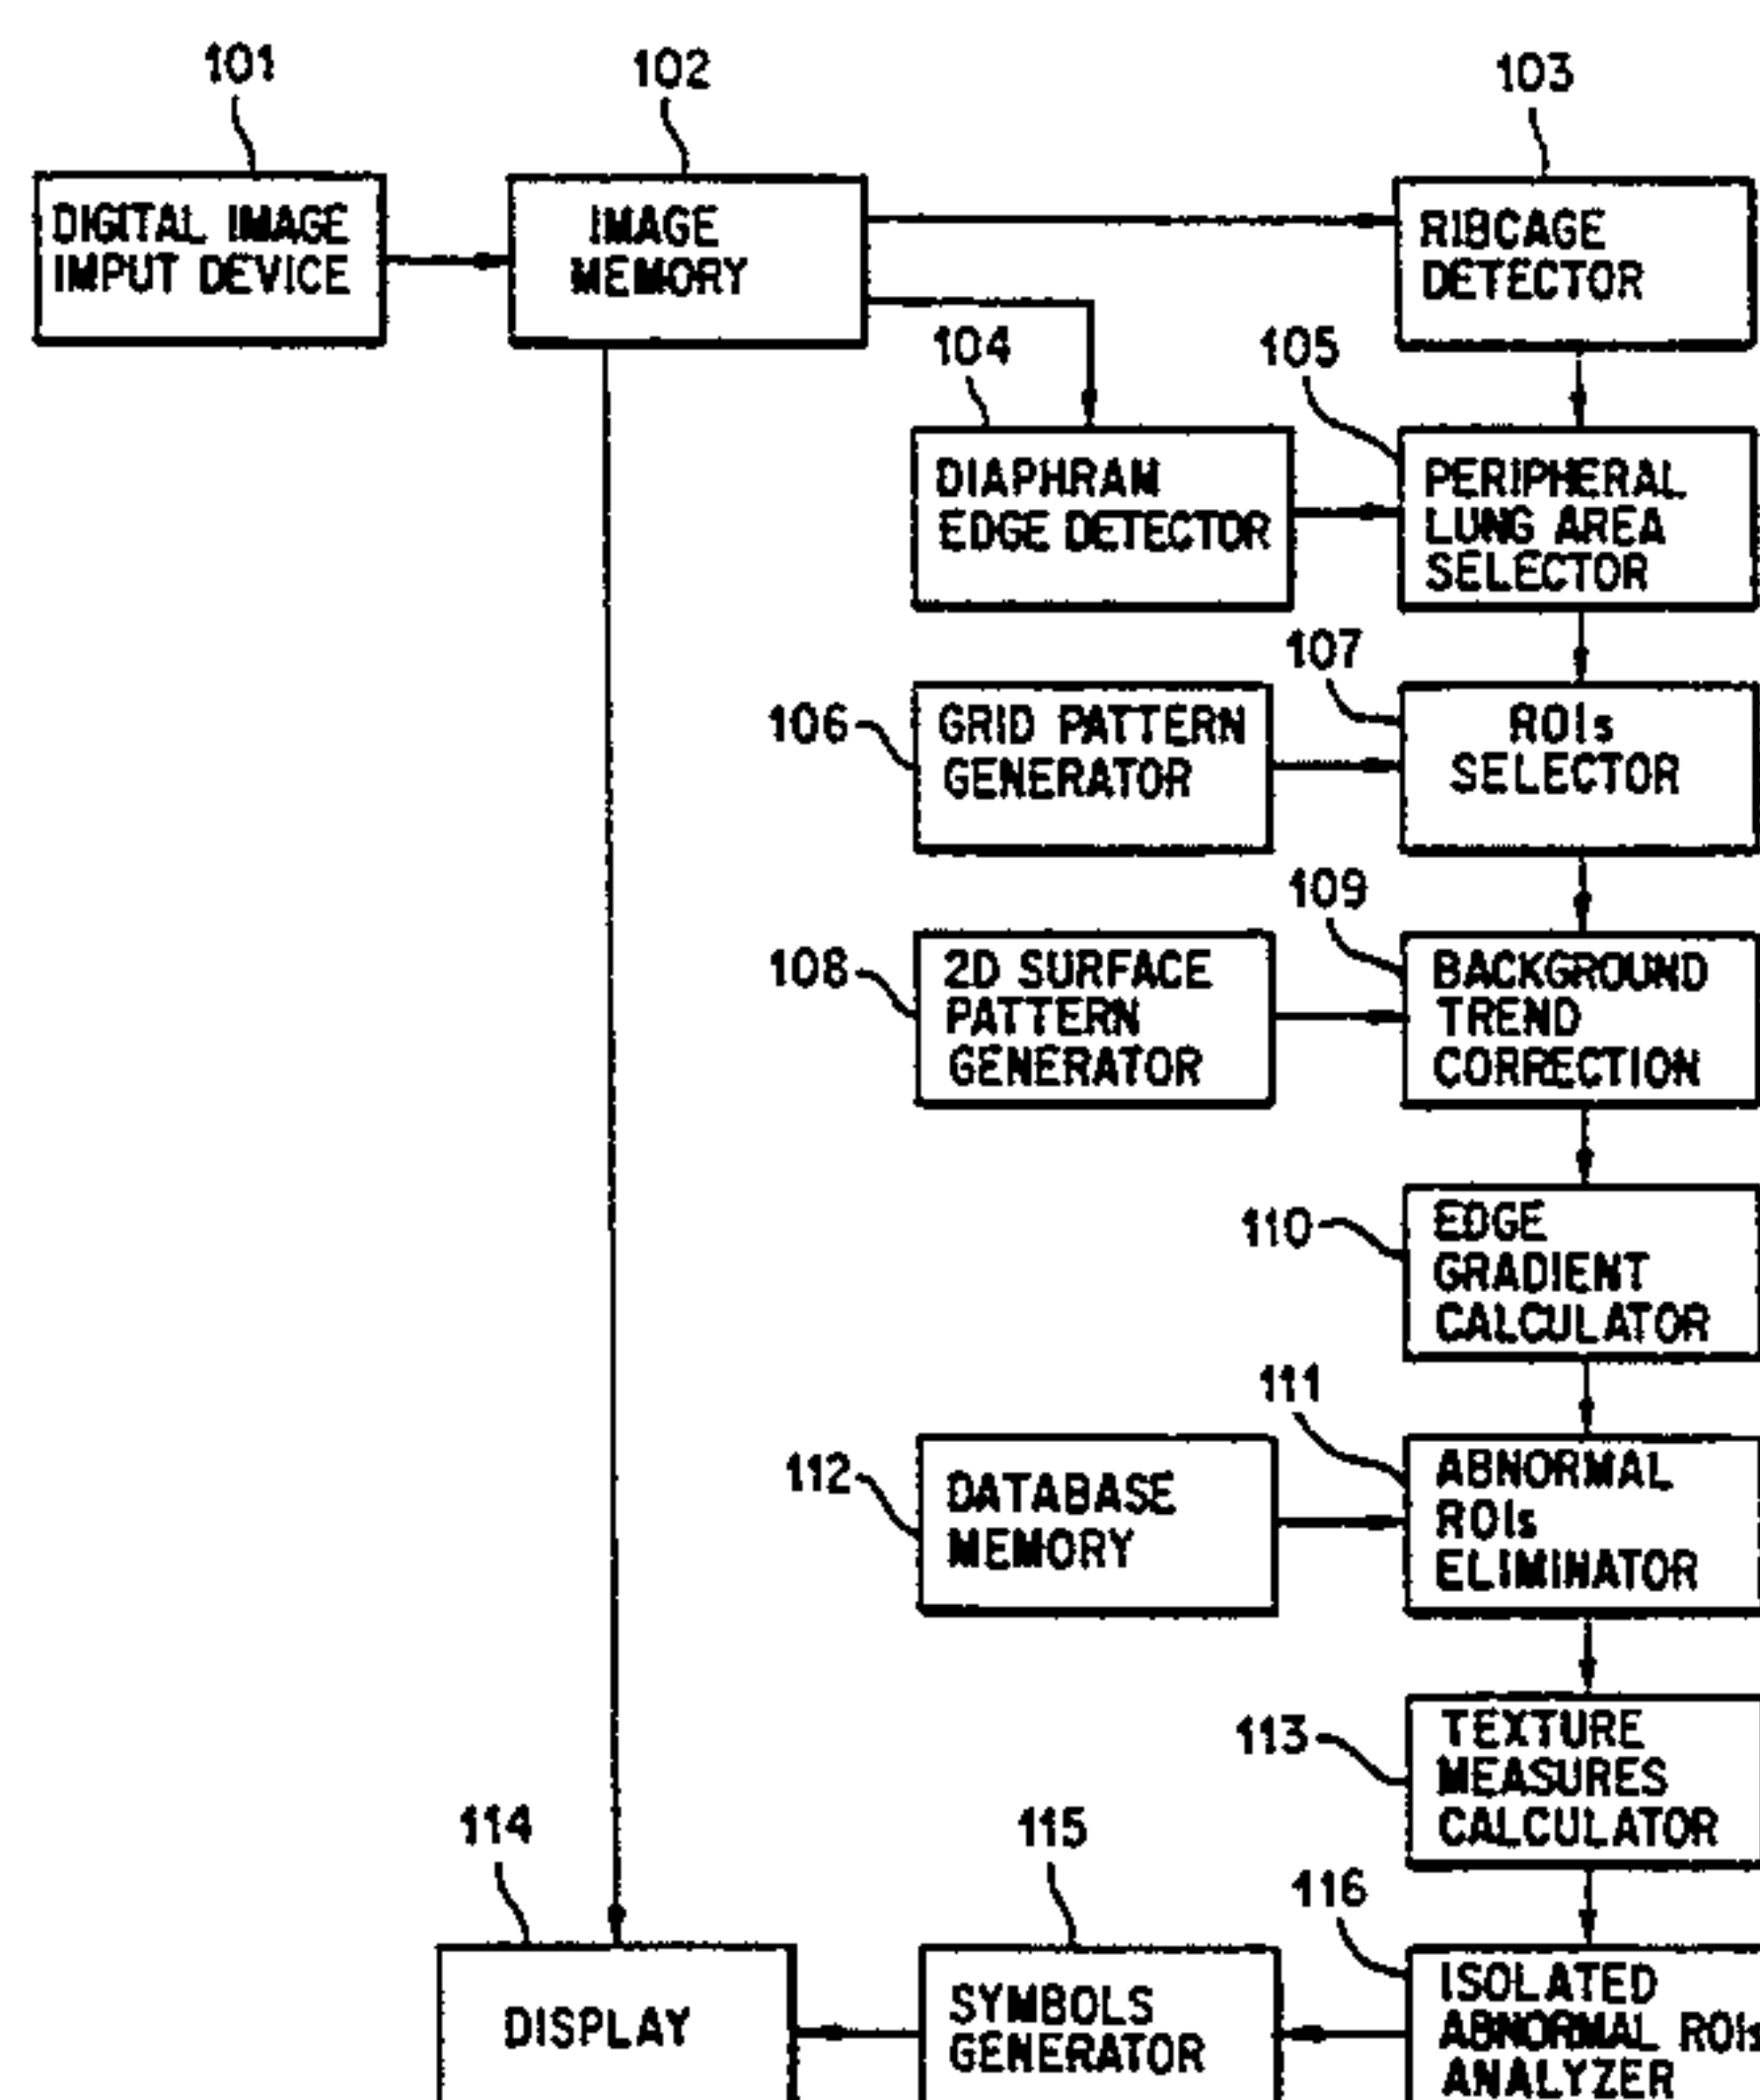 101
102
103
DIGITAL IMAGE
IMPUT DEVICE
IMAGE
MEMORY
RIBCAGE
DETECTOR
104
105
DIAPHRAM
EDGE DETECTOR
PERIPHERAL
LUNG AREA
SELECTOR
107
106
GRID PATTERN
GENERATOR
ROIs
SELECTOR
109
108
2D SURFACE
PATTERN
GENERATOR
BACKGROUND
TREND
CORRECTION
110
EDGE
GRADIENT
CALCULATOR
111
112
DATABASE
MEMORY
ABNORMAL
ROIs
ELIMINATOR
113
TEXTURE
MEASURES
CALCULATOR
114
115
116
DISPLAY
SYMBOLS
GENERATOR
ISOLATED
ABNORMAL ROIs
ANALYZER